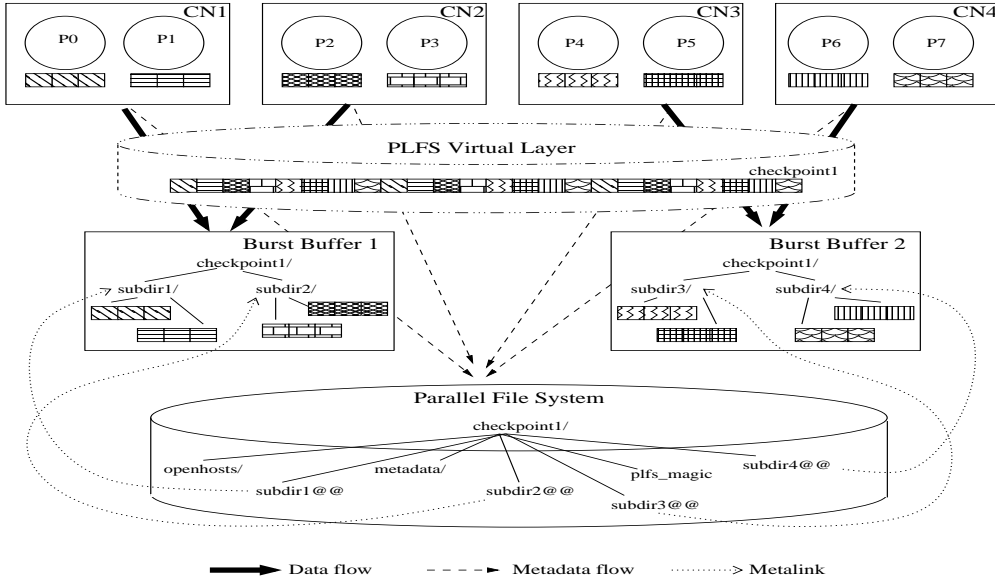 CN1 CN2 CN3 CN4
P0 P1 P2 P3 P4 P5 P6 P7
PLFS Virtual Layer
checkpoint1
Burst Buffer 1 Burst Buffer 2
checkpoint1/ checkpoint1/
subdir1/ subdir2/ subdir3/ subdir4/
Parallel File System
checkpoint1/
openhosts/ metadata/ plfs_magic subdir4@@
subdir1@@ subdir2@@ subdir3@@
Data flow Metadata flow Metalink